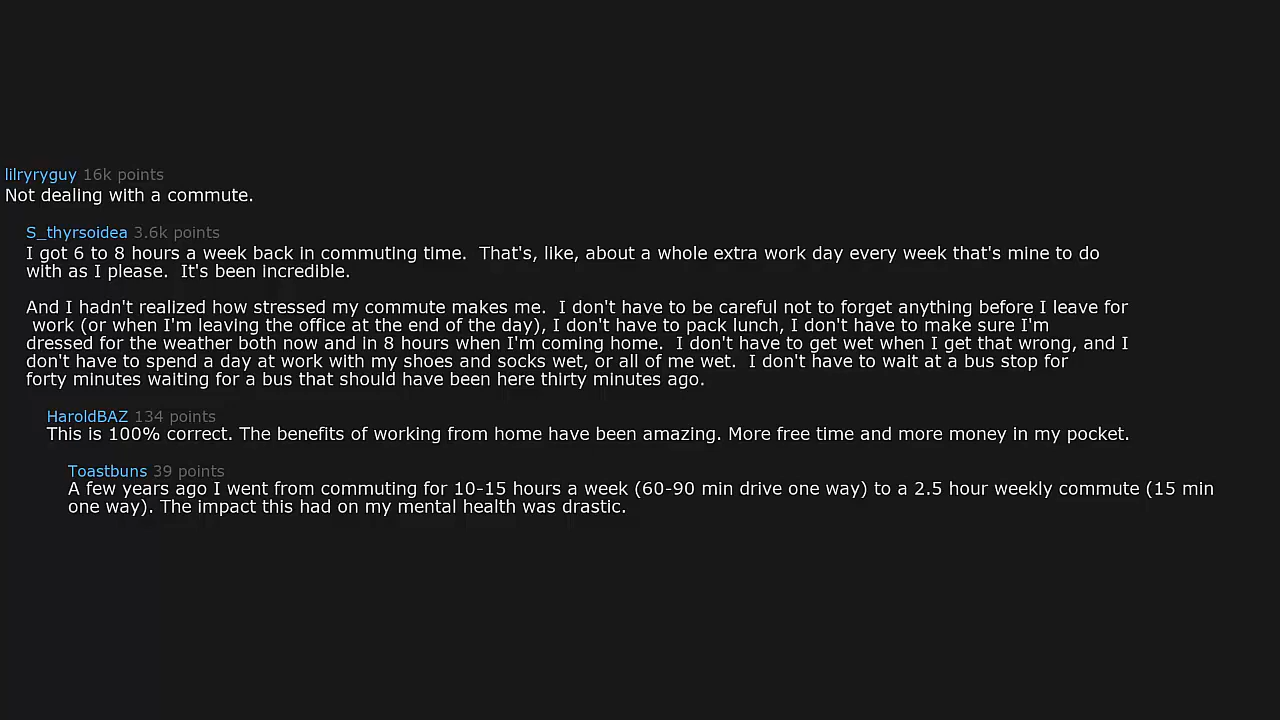 lilryryguy 16k points
Not dealing with a commute.
S_thyrsoidea 3.6k points
I got 6 to 8 hours a week back in commuting time.  That's, like, about a whole extra work day every week that's mine to do
with as I please.  It's been incredible.
And I hadn't realized how stressed my commute makes me.  I don't have to be careful not to forget anything before I leave for
work (or when I'm leaving the office at the end of the day), I don't have to pack lunch, I don't have to make sure I'm
dressed for the weather both now and in 8 hours when I'm coming home.  I don't have to get wet when I get that wrong, and I
don't have to spend a day at work with my shoes and socks wet, or all of me wet.  I don't have to wait at a bus stop for
forty minutes waiting for a bus that should have been here thirty minutes ago.
HaroldBAZ 134 points
This is 100% correct. The benefits of working from home have been amazing. More free time and more money in my pocket.
Toastbuns 39 points
A few years ago I went from commuting for 10-15 hours a week (60-90 min drive one way) to a 2.5 hour weekly commute (15 min
one way). The impact this had on my mental health was drastic.